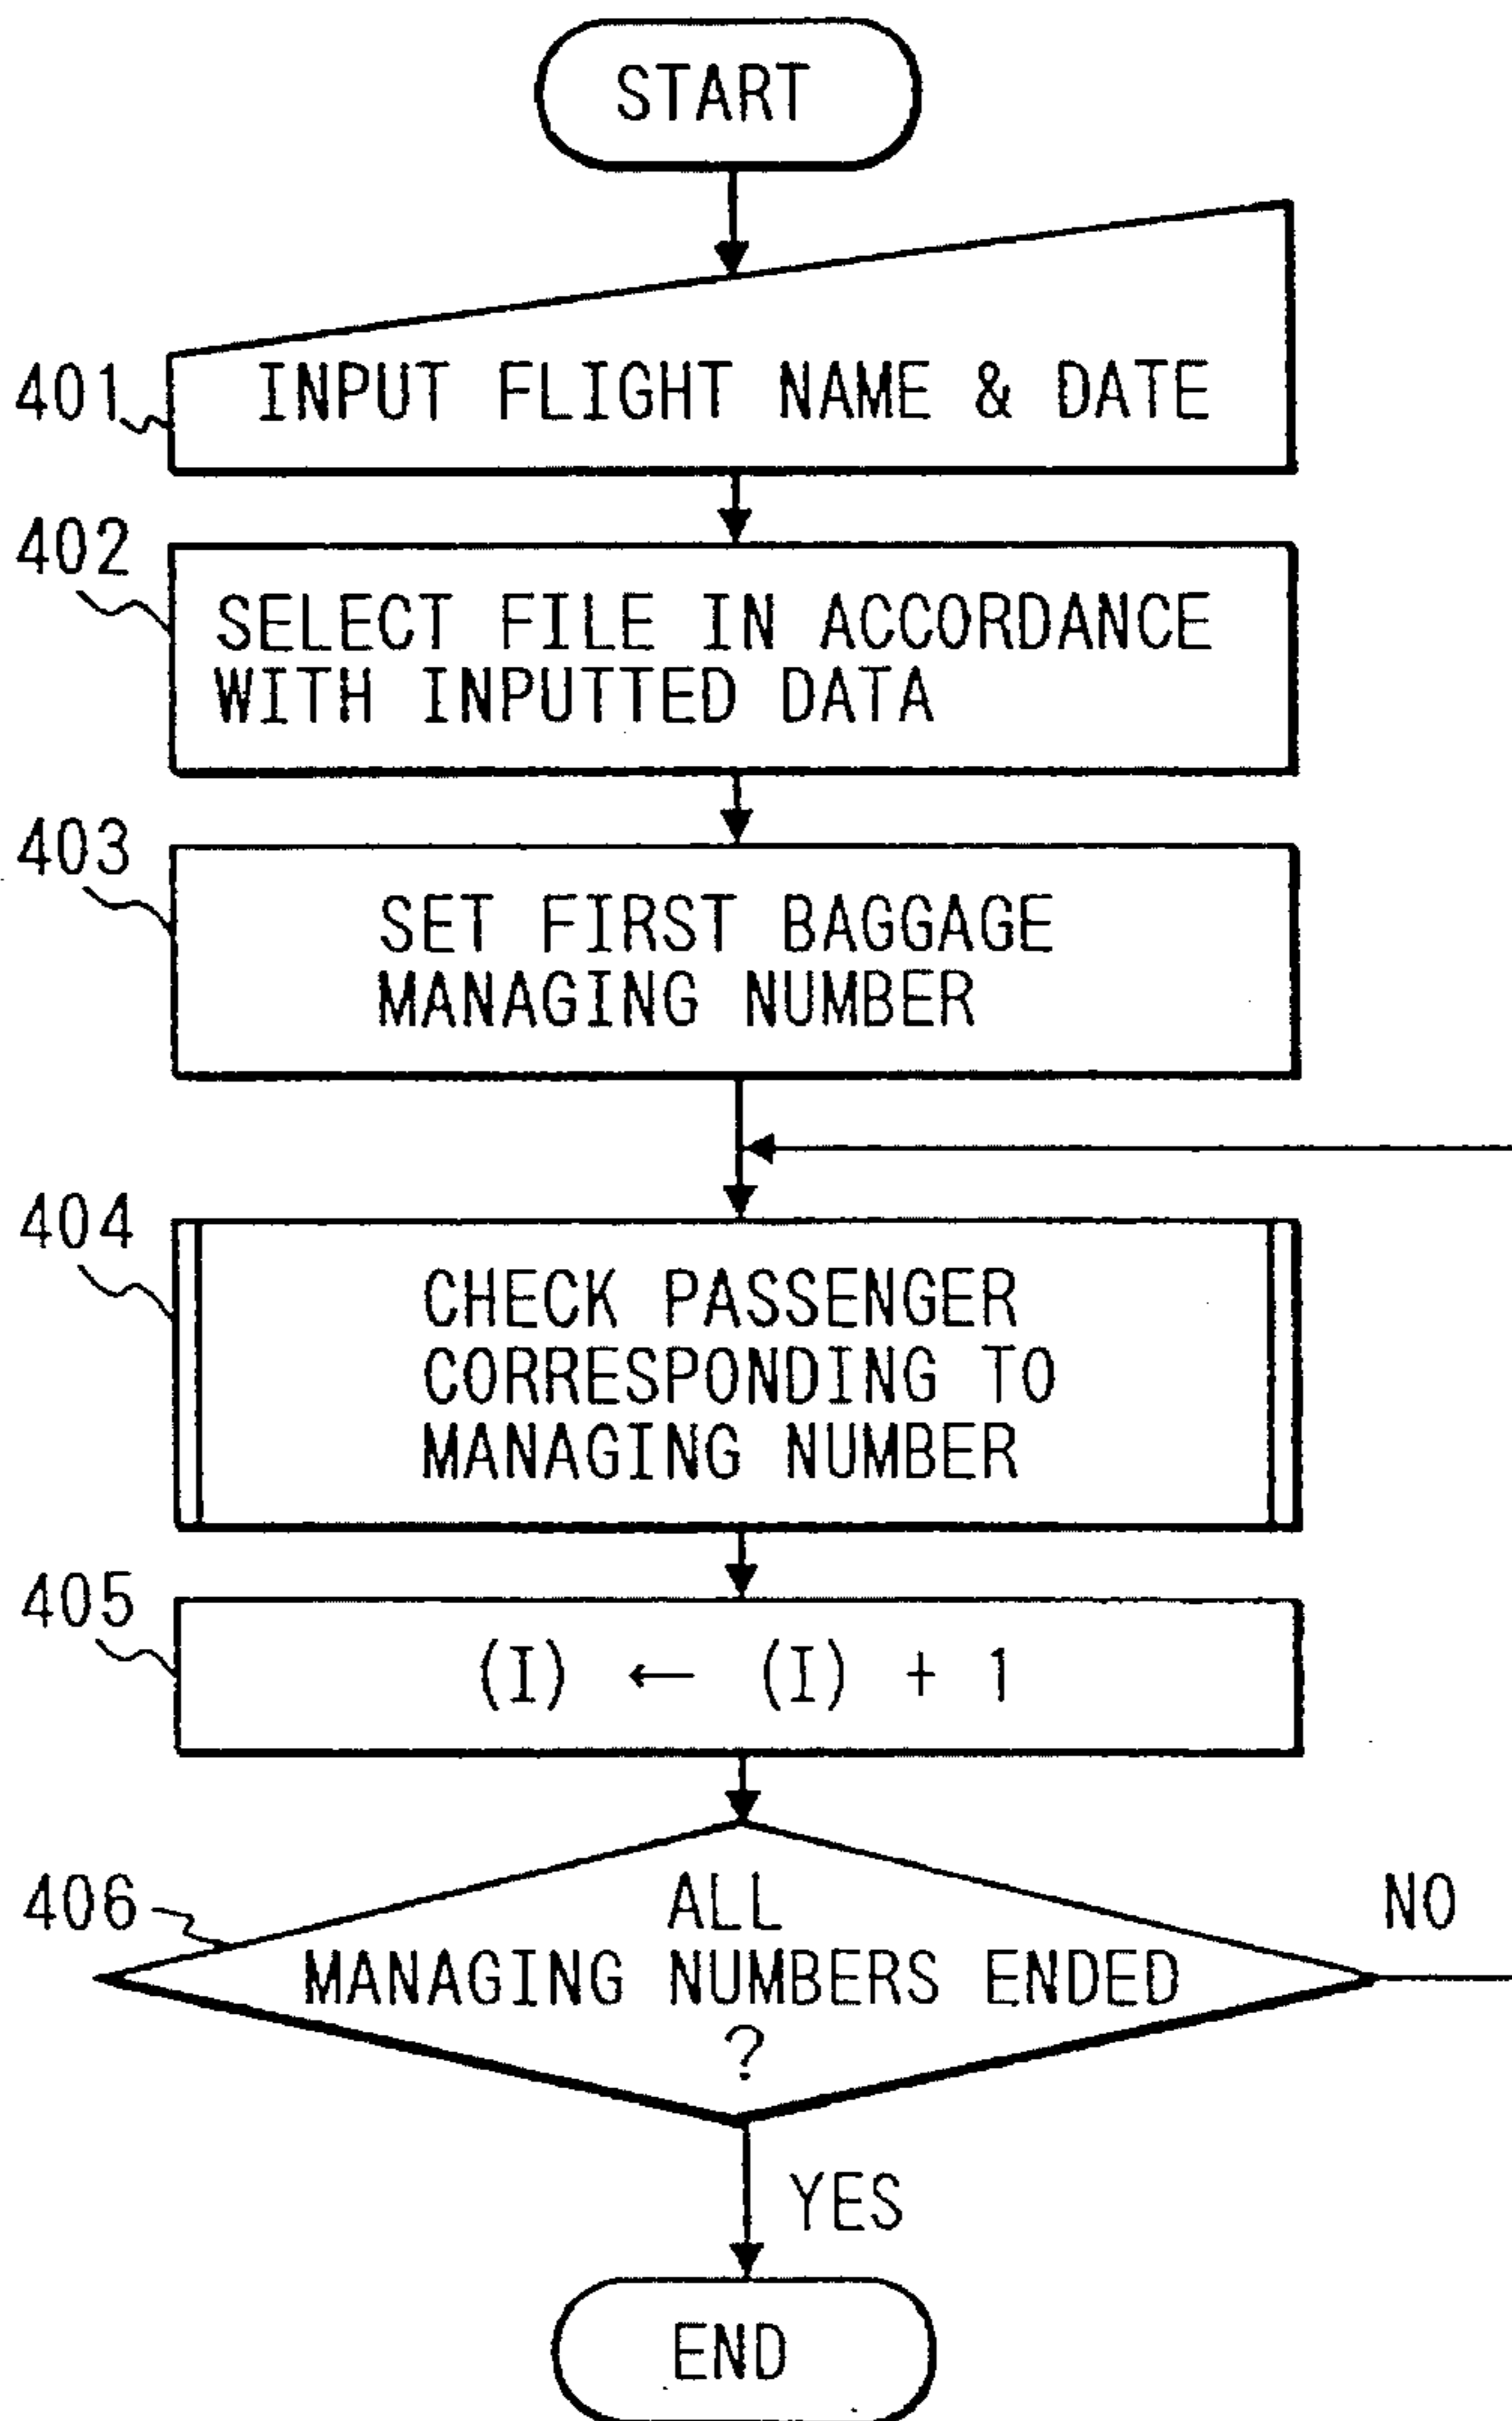 START
401
INPUT FLIGHT NAME & DATE
402
SELECT FILE IN ACCORDANCE
WITH INPUTTED DATA
403
SET FIRST BAGGAGE
MANAGING NUMBER
404
CHECK PASSENGER
CORRESPONDING TO
MANAGING NUMBER
405
(I) ← (I) + 1
406
ALL
MANAGING NUMBERS ENDED
?
NO
YES
END